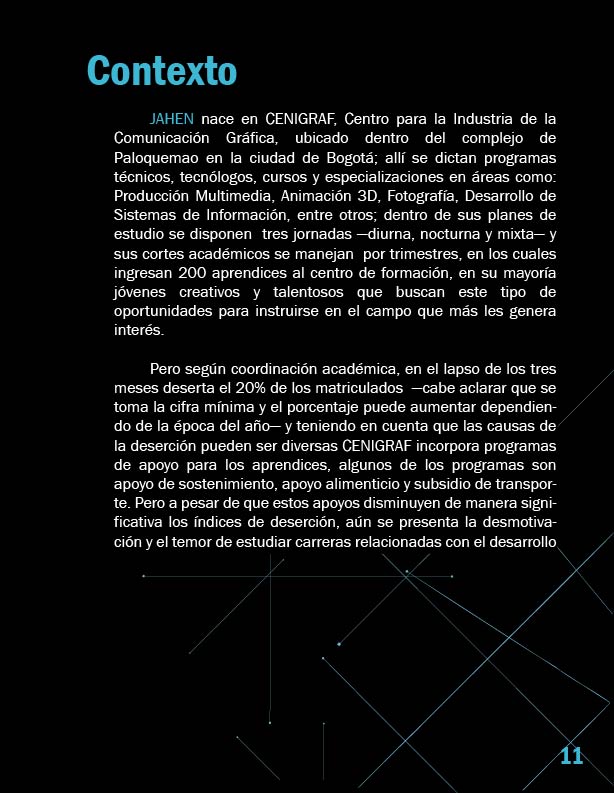 Contexto
JAHEN nace en CENIGRAF, Centro para la Industria de la
Comunicación Gráfica, ubicado dentro del complejo de
Paloquemao en la ciudad de Bogotá; allí se dictan programas
técnicos, tecnólogos, cursos y especializaciones en áreas como:
Producción Multimedia, Animación 3D, Fotografía, Desarrollo de
Sistemas de Información, entre otros; dentro de sus planes de
estudio se disponen tres jornadas —diurna, nocturna y mixta— y
sus cortes académicos se manejan por trimestres, en los cuales
ingresan 200 aprendices al centro de formación, en su mayoría
jóvenes creativos y talentosos que buscan este tipo de
oportunidades para instruirse en el campo que más les genera
interés.
Pero según coordinación académica, en el lapso de los tres
meses deserta el 20% de los matriculados —cabe aclarar que se
toma la cifra mínima y el porcentaje puede aumentar dependien-
do de la época del año— y teniendo en cuenta que las causas de
la deserción pueden ser diversas CENIGRAF incorpora programas
de apoyo para los aprendices, algunos de los programas son
apoyo de sostenimiento, apoyo alimenticio y subsidio de transpor-
te. Pero a pesar de que estos apoyos disminuyen de manera signi-
ficativa los índices de deserción, aún se presenta la desmotiva-
ción y el temor de estudiar carreras relacionadas con el desarrollo
11